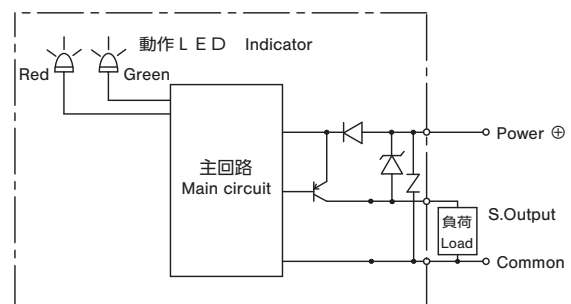 動作ＬＥＤ Indicator
Red
Green
Power ⊕
主回路
Main circuit
S.Output
負荷
Load
Common